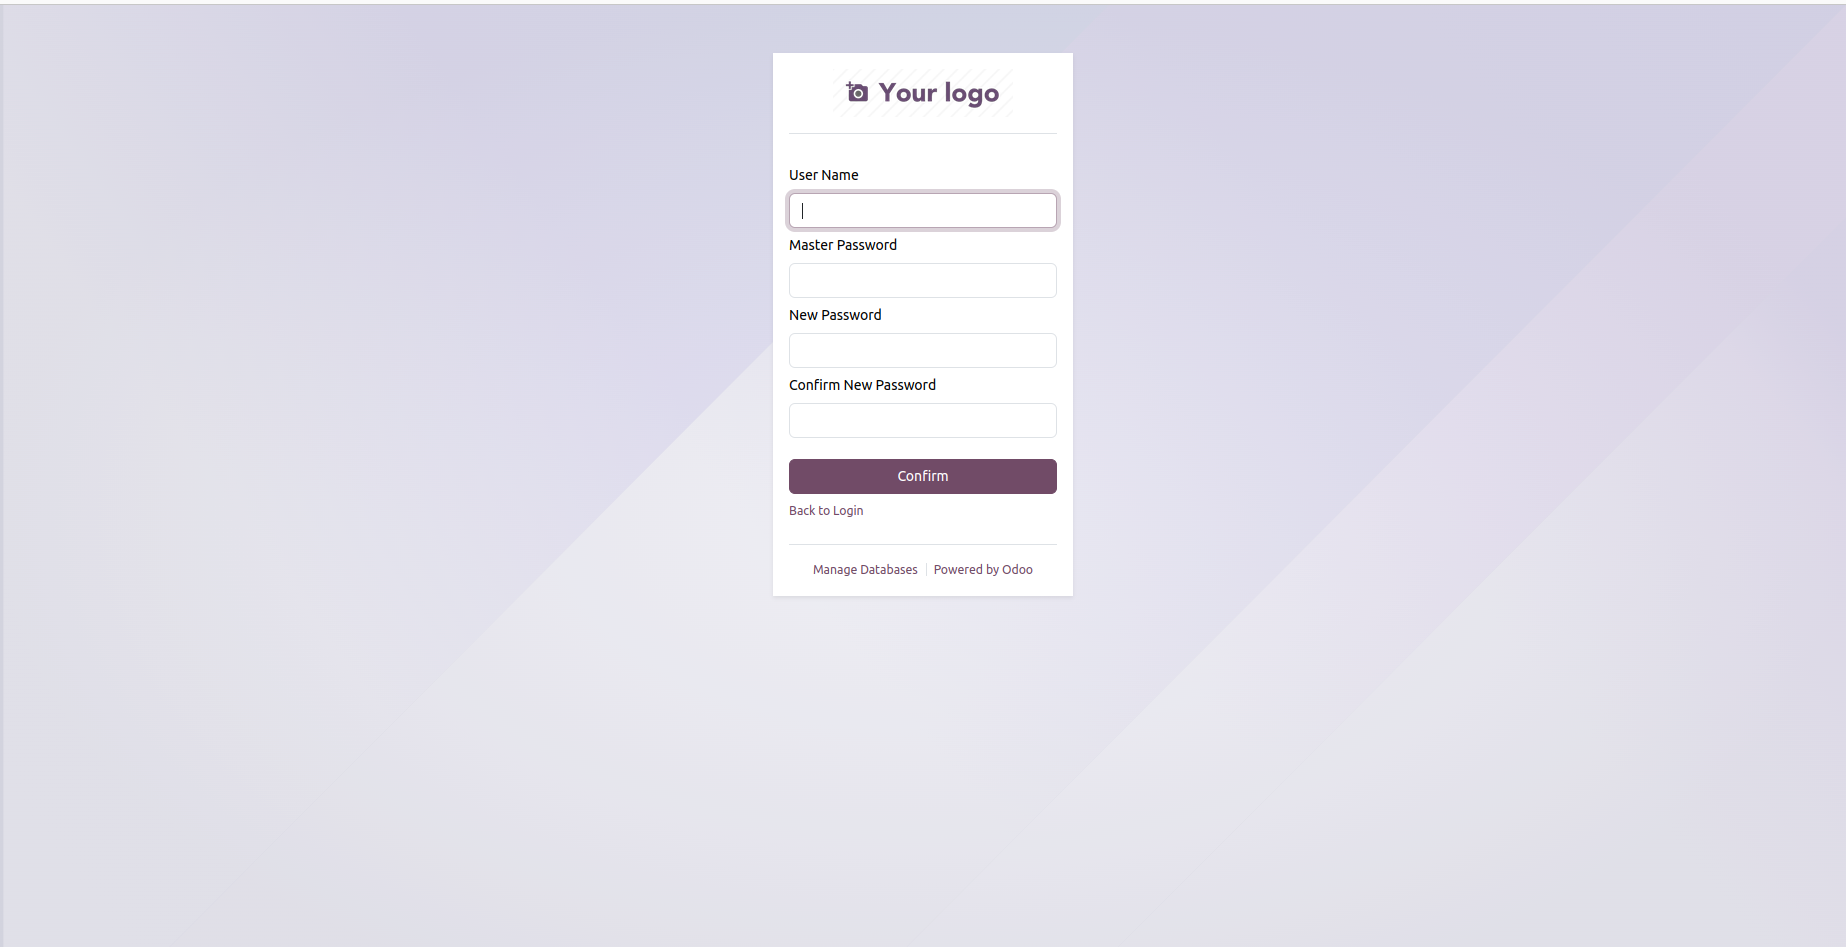 Your logo
User Name
Master Password
New Password
Confirm New Password
Confirm
Back to Login
Manage Databases
Powered by Odoo